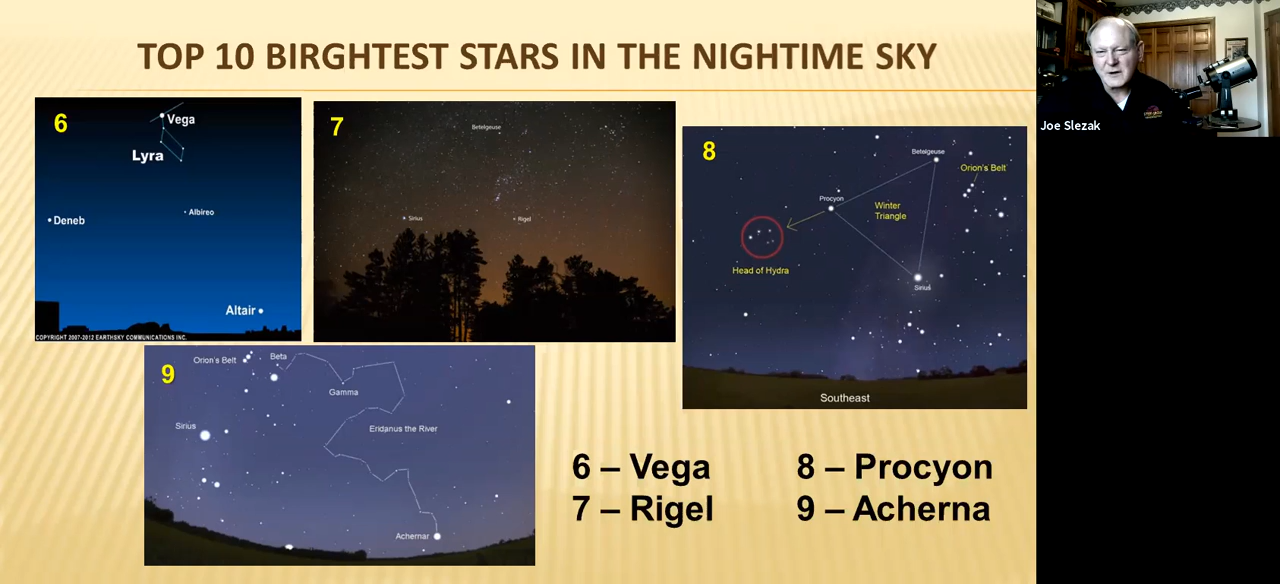 TOP 10 BIRGHTEST STARS IN THE NIGHTIME SKY
6
Vega
Lyra
Albireo
Deneb
Altair
COPYRIGHT 2007-2012 EARTHSKY COMMUNICATIONS INC.
7
Betelgeuse
Sirius
Rigel
8
Betelgeuse
Orion's Belt
Procyon
Winter
Triangle
Head of Hydra
Sirius
Southeast
9
Orion's Belt
Beta
Gamma
Sirius
Eridanus the River
Achernar
6 – Vega
8 – Procyon
7 – Rigel
9 – Acherna
Joe Slezak